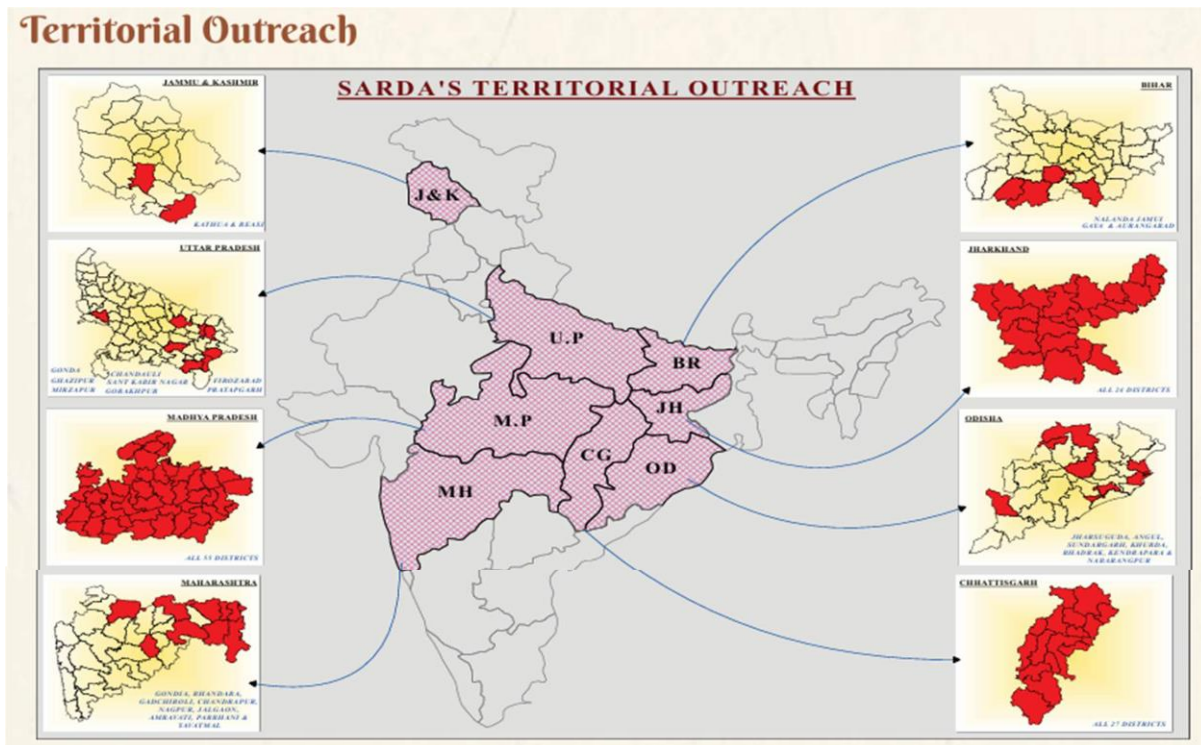 Territorial Outreach
SARDA'S TERRITORIAL OUTREACH
JAMMU & KASHMIR
KATHUA & REASI
UTTAR PRADESH
GONDA
GHAZIPUR
MIRZAPUR
CHANDAULI
SANT KABIR NAGAR
GORAKHPUR
FIROZABAD
PRATAPGARH
MADHYA PRADESH
ALL 55 DISTRICTS
MAHARASHTRA
GONDIA, BHANDARA,
GADCHIROLI, CHANDRAPUR,
NAGPUR, JALGAON,
AMRAVATI, PARBHANI &
YAVATMAL
J&K
U.P
BR
M.P
JH
CG
OD
MH
BIHAR
NALANDA JAMUI
GAYA & AURANGABAD
JHARKHAND
ALL 24 DISTRICTS
ODISHA
JHARSUGUDA, ANGUL,
SUNDARGARH, KHURDA,
BHADRAK, KENDRAPARA &
NABARANGPUR
CHHATTISGARH
ALL 27 DISTRICTS